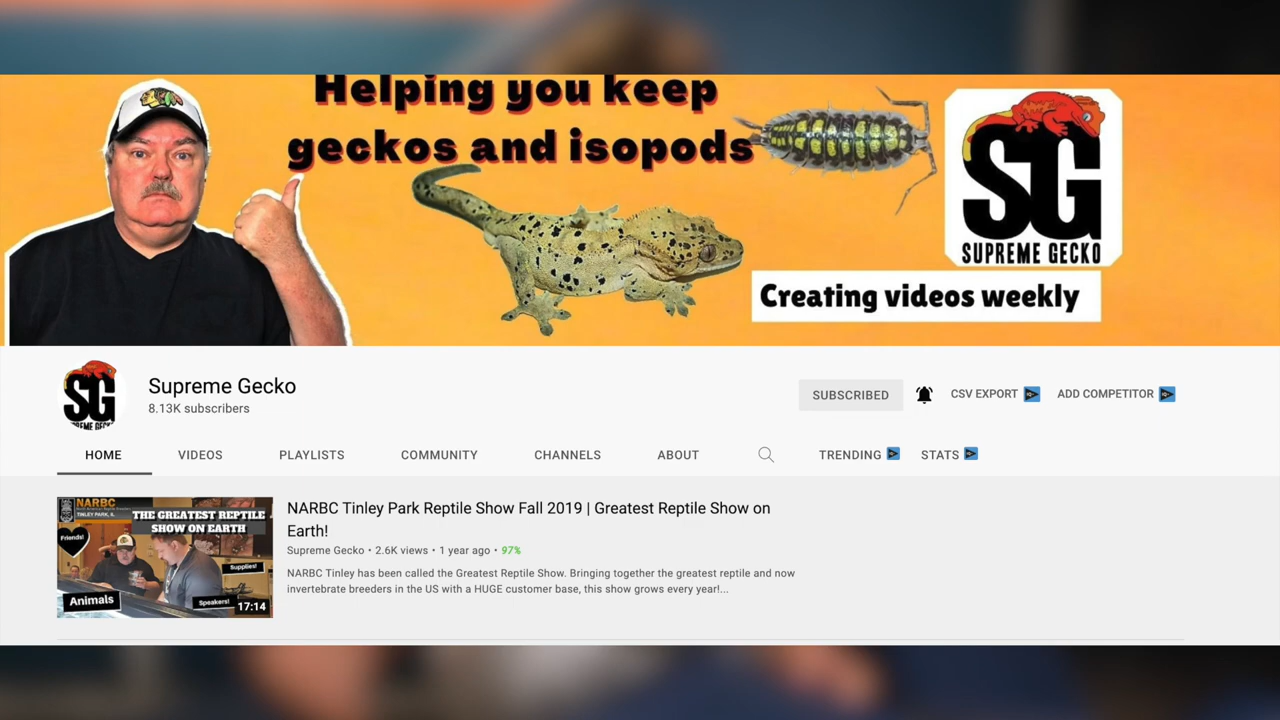 Helping you keep
geckos and isopods
SG
SUPREME GECKO
Creating videos weekly
SG
Supreme Gecko
8.13K subscribers
SUBSCRIBED
CSV EXPORT
ADD COMPETITOR
HOME
VIDEOS
PLAYLISTS
COMMUNITY
CHANNELS
ABOUT
TRENDING
STATS
NARBC
TINLEY PARK, IL
THE GREATEST REPTILE
SHOW ON EARTH
Friends!
Supplies!
Animals
Speakers!
17:14
NARBC Tinley Park Reptile Show Fall 2019 | Greatest Reptile Show on
Earth!
Supreme Gecko • 2.6K views • 1 year ago • 97%
NARBC Tinley has been called the Greatest Reptile Show. Bringing together the greatest reptile and now
invertebrate breeders in the US with a HUGE customer base, this show grows every year!...